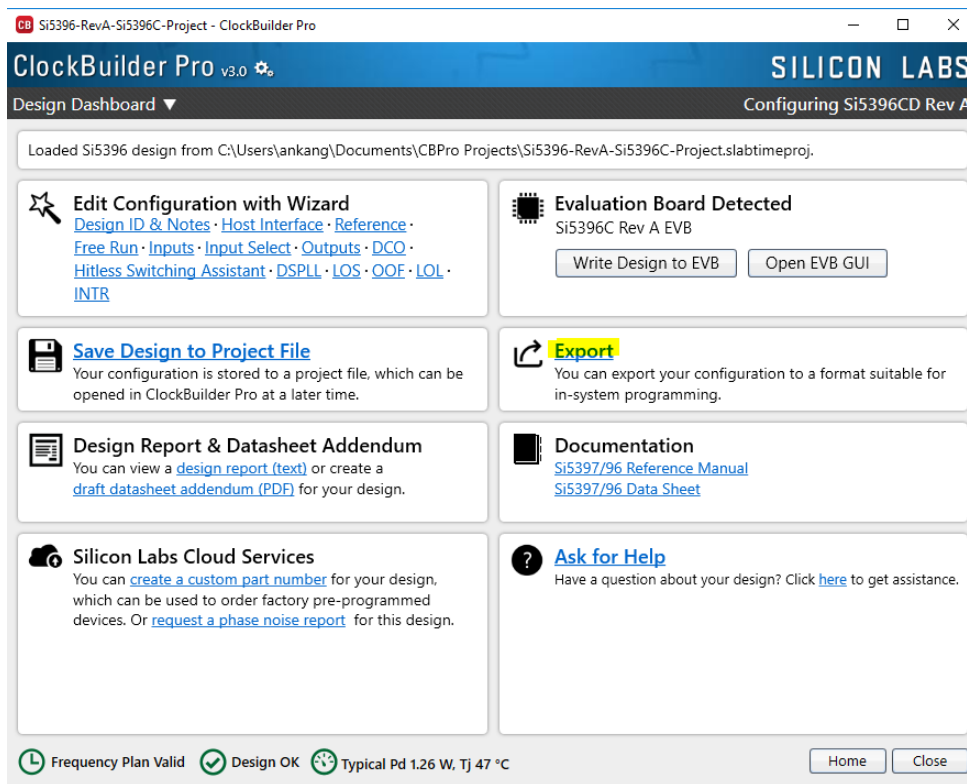 CB Si5396-RevA-Si5396C-Project - ClockBuilder Pro
ClockBuilder Pro v3.0
SILICON LABS
Design Dashboard ▼
Configuring Si5396CD Rev A
Loaded Si5396 design from C:\Users\ankang\Documents\CBPro Projects\Si5396-RevA-Si5396C-Project.slabtimeproj.
Edit Configuration with Wizard
Design ID & Notes · Host Interface · Reference ·
Free Run · Inputs · Input Select · Outputs · DCO ·
Hitless Switching Assistant · DSPLL · LOS · OOF · LOL ·
INTR
Evaluation Board Detected
Si5396C Rev A EVB
Write Design to EVB
Open EVB GUI
Save Design to Project File
Your configuration is stored to a project file, which can be
opened in ClockBuilder Pro at a later time.
Export
You can export your configuration to a format suitable for
in-system programming.
Design Report & Datasheet Addendum
You can view a design report (text) or create a
draft datasheet addendum (PDF) for your design.
Documentation
Si5397/96 Reference Manual
Si5397/96 Data Sheet
Silicon Labs Cloud Services
You can create a custom part number for your design,
which can be used to order factory pre-programmed
devices. Or request a phase noise report for this design.
?
Ask for Help
Have a question about your design? Click here to get assistance.
Frequency Plan Valid
Design OK
Typical Pd 1.26 W, Tj 47 °C
Home
Close